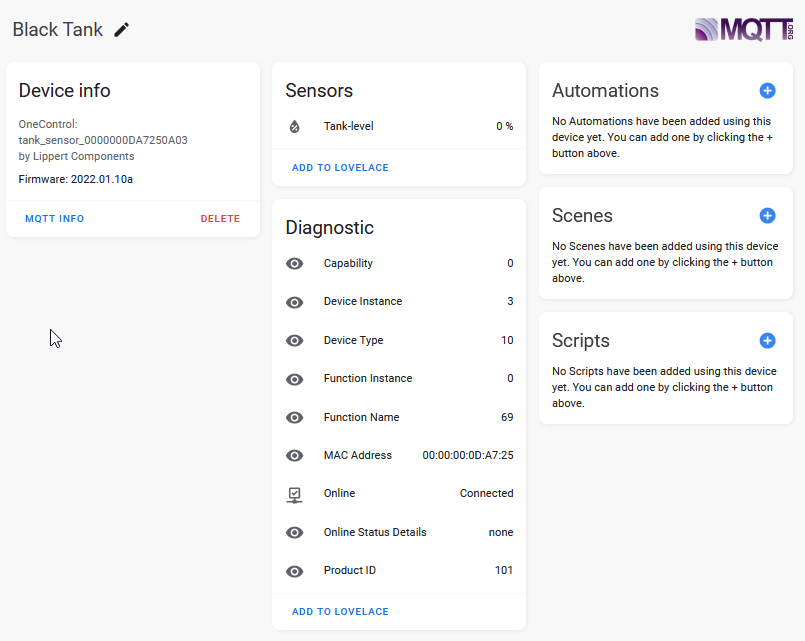 Black Tank
MQTT.ORG
Device info
OneControl:
tank_sensor_0000000DA7250A03
by Lippert Components
Firmware: 2022.01.10a
MQTT INFO DELETE
Sensors
Tank-level 0 %
ADD TO LOVELACE
Diagnostic
Capability 0
Device Instance 3
Device Type 10
Function Instance 0
Function Name 69
MAC Address 00:00:00:0D:A7:25
Online Connected
Online Status Details none
Product ID 101
ADD TO LOVELACE
Automations
No Automations have been added using this
device yet. You can add one by clicking the +
button above.
Scenes
No Scenes have been added using this device
yet. You can add one by clicking the + button
above.
Scripts
No Scripts have been added using this device
yet. You can add one by clicking the + button
above.